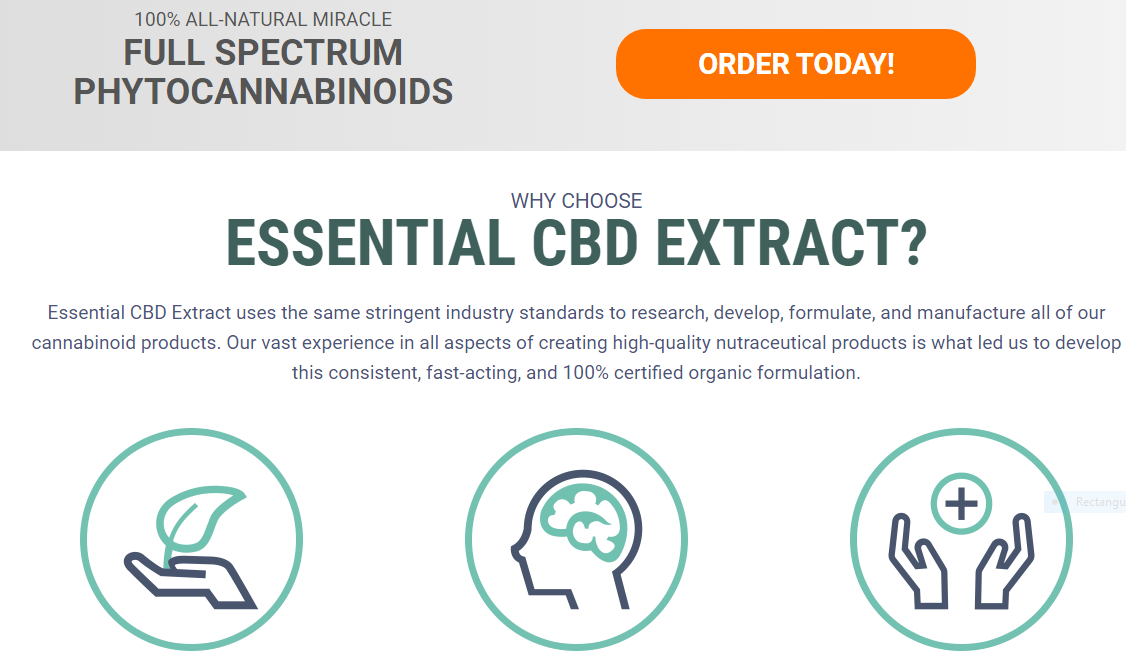 100% ALL-NATURAL MIRACLE
FULL SPECTRUM
PHYTOCANNABINOIDS
ORDER TODAY!
WHY CHOOSE
ESSENTIAL CBD EXTRACT?
Essential CBD Extract uses the same stringent industry standards to research, develop, formulate, and manufacture all of our
cannabinoid products. Our vast experience in all aspects of creating high-quality nutraceutical products is what led us to develop
this consistent, fast-acting, and 100% certified organic formulation.
Rectangu